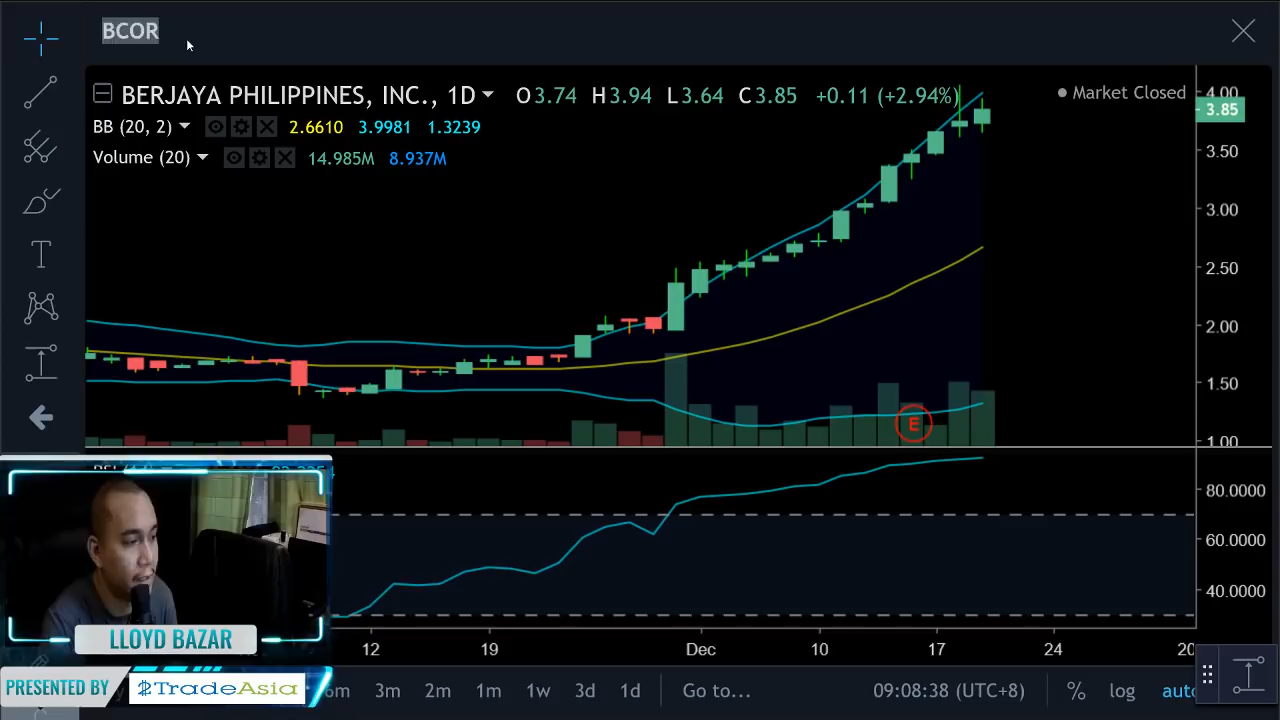 BCOR
BERJAYA PHILIPPINES, INC., 1D O3.74 H3.94 L3.64 C3.85 +0.11 (+2.94%) Market Closed
BB (20, 2) 2.6610 3.9981 1.3239
Volume (20) 14.985M 8.937M
4.00
3.85
3.50
3.00
2.50
2.00
1.50
1.00
E
80.0000
60.0000
40.0000
12 19 Dec 10 17 24 20
LLOYD BAZAR
PRESENTED BY TradeAsia
6m 3m 2m 1m 1w 3d 1d Go to... 09:08:38 (UTC+8) % log auto